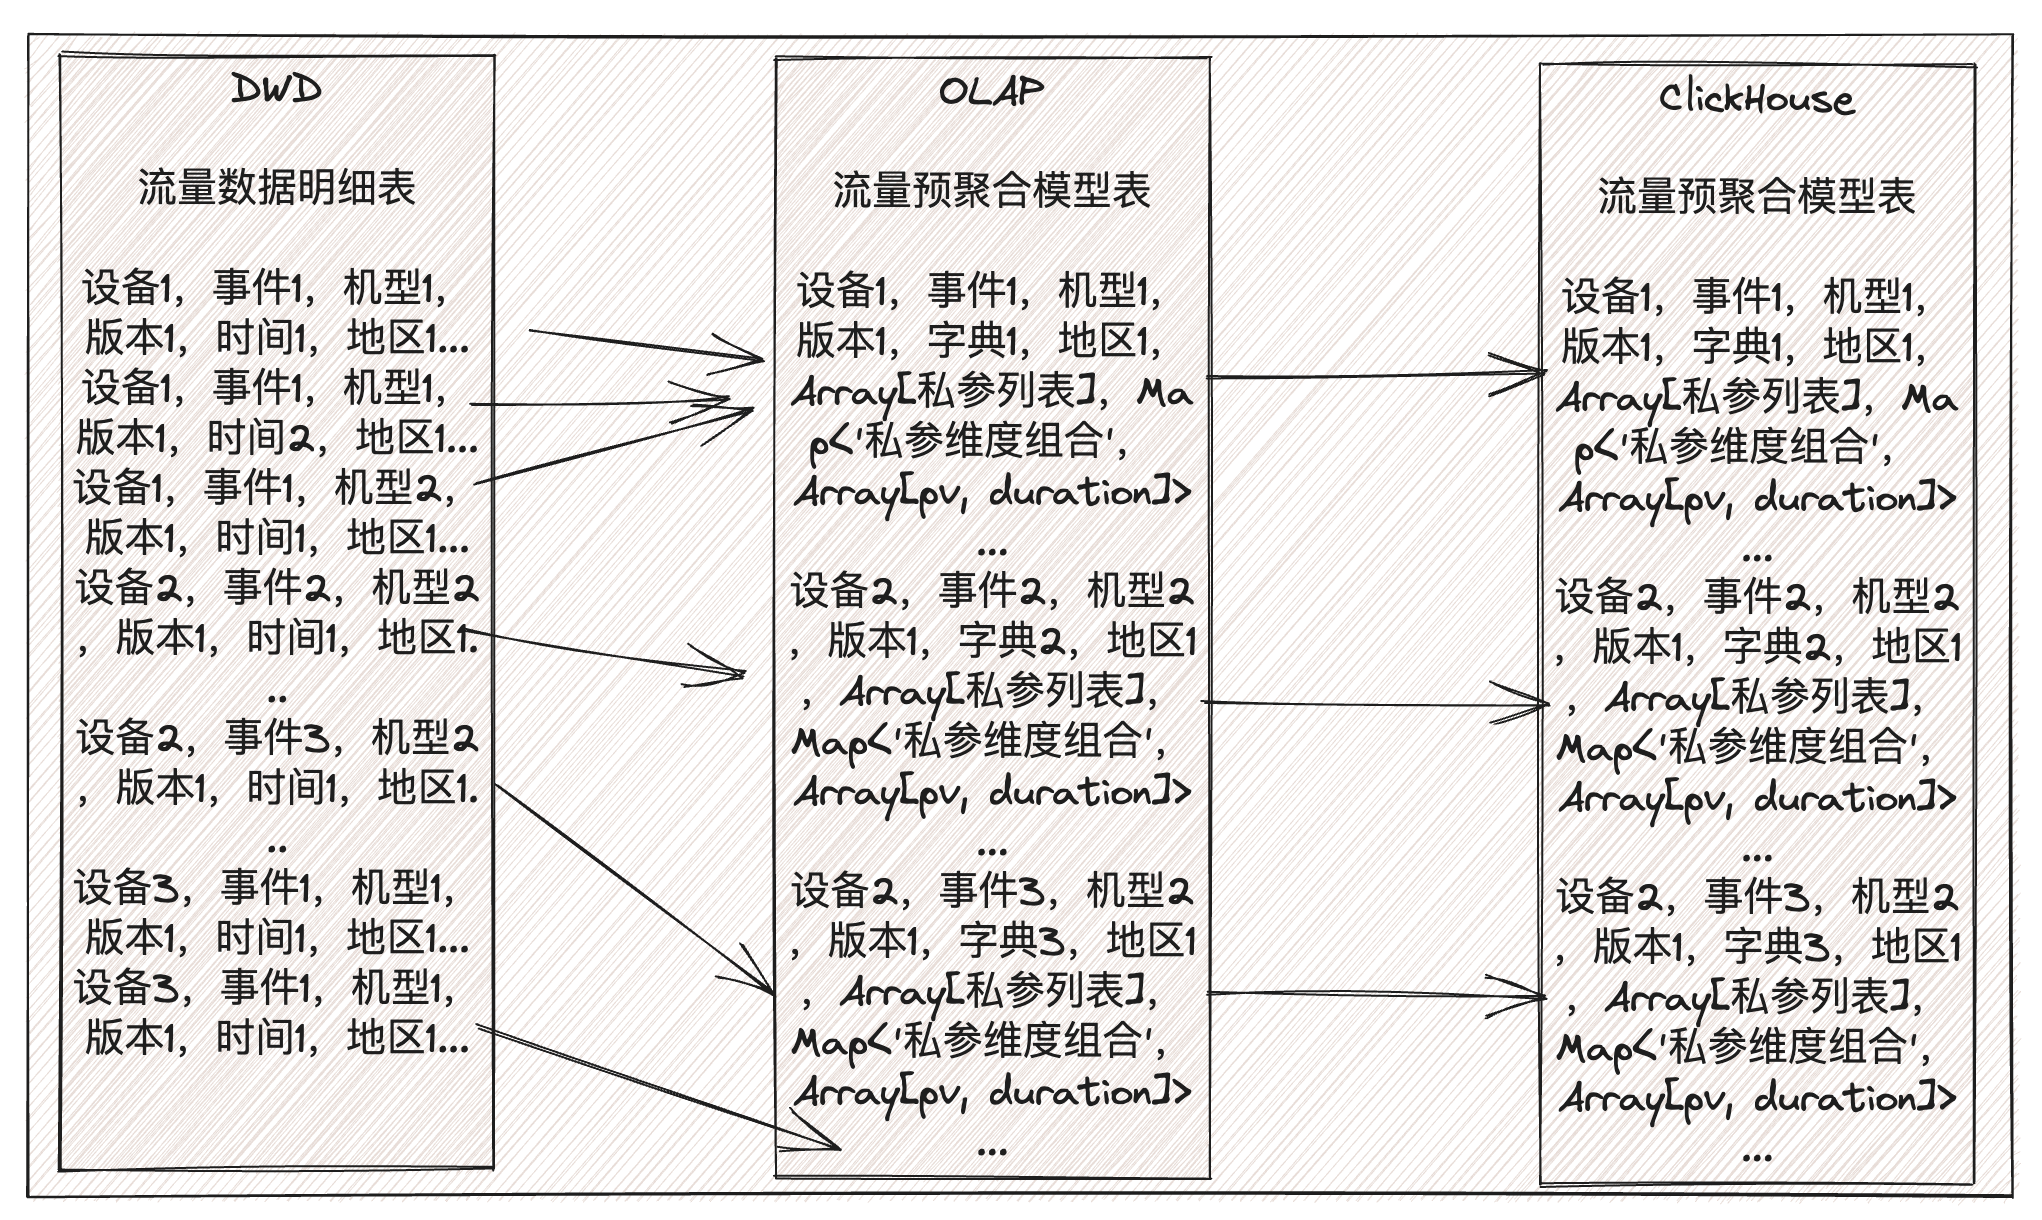 DWD
流量数据明细表
设备1, 事件1, 机型1,
版本1, 时间1, 地区1...
设备1, 事件1, 机型1,
版本1, 时间2, 地区1...
设备1, 事件1, 机型2,
版本1, 时间1, 地区1...
设备2, 事件2, 机型2
, 版本1, 时间1, 地区1.
..
设备2, 事件3, 机型2
, 版本1, 时间1, 地区1.
..
设备3, 事件1, 机型1,
版本1, 时间1, 地区1...
设备3, 事件1, 机型1,
版本1, 时间1, 地区1...
OLAP
流量预聚合模型表
设备1, 事件1, 机型1,
版本1, 字典1, 地区1,
Array[私参列表], Ma
p<'私参维度组合',
Array[pv, duration]>
...
设备2, 事件2, 机型2
, 版本1, 字典2, 地区1
, Array[私参列表],
Map<'私参维度组合',
Array[pv, duration]>
...
设备2, 事件3, 机型2
, 版本1, 字典3, 地区1
, Array[私参列表],
Map<'私参维度组合',
Array[pv, duration]>
...
ClickHouse
流量预聚合模型表
设备1, 事件1, 机型1,
版本1, 字典1, 地区1,
Array[私参列表], Ma
p<'私参维度组合',
Array[pv, duration]>
...
设备2, 事件2, 机型2
, 版本1, 字典2, 地区1
, Array[私参列表],
Map<'私参维度组合',
Array[pv, duration]>
...
设备2, 事件3, 机型2
, 版本1, 字典3, 地区1
, Array[私参列表],
Map<'私参维度组合',
Array[pv, duration]>
...